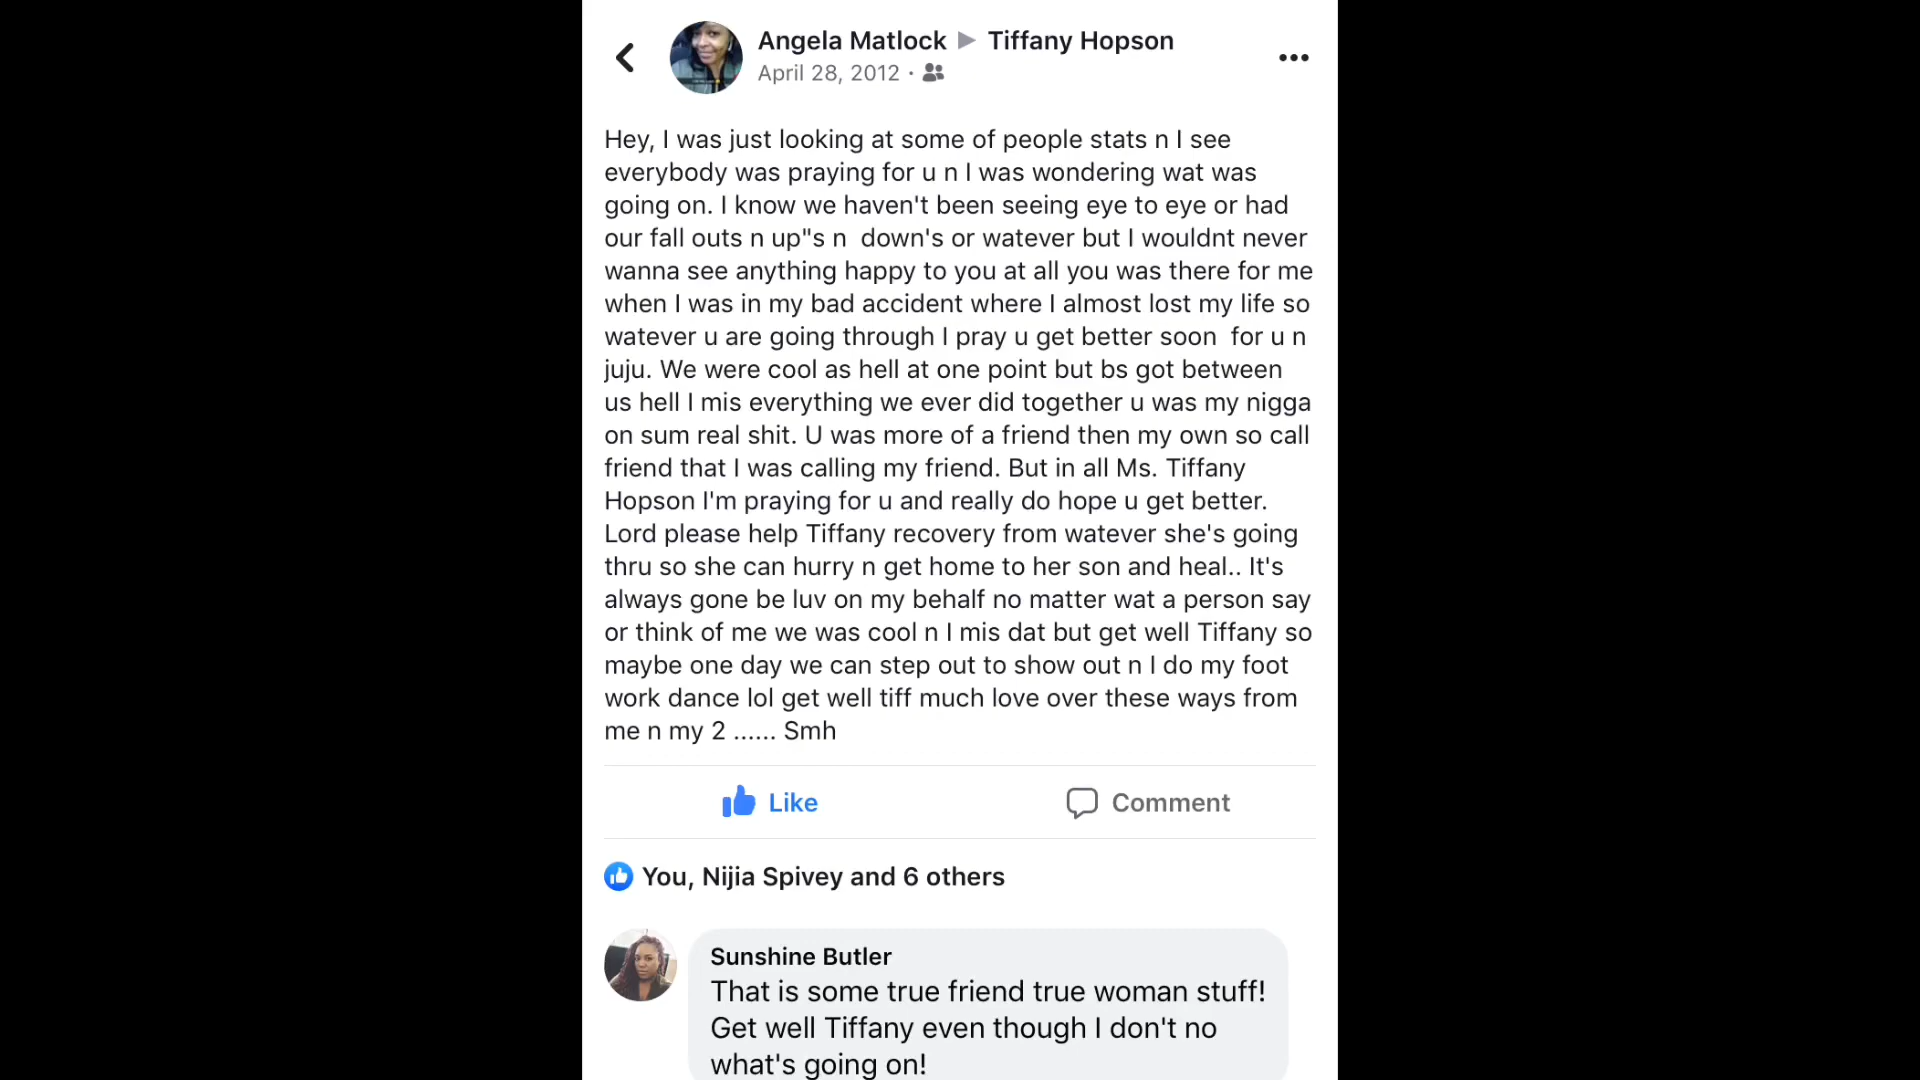 Angela Matlock ▶ Tiffany Hopson
April 28, 2012 ·
Hey, I was just looking at some of people stats n I see
everybody was praying for u n I was wondering wat was
going on. I know we haven't been seeing eye to eye or had
our fall outs n up"s n  down's or watever but I wouldnt never
wanna see anything happy to you at all you was there for me
when I was in my bad accident where I almost lost my life so
watever u are going through I pray u get better soon  for u n
juju. We were cool as hell at one point but bs got between
us hell I mis everything we ever did together u was my nigga
on sum real shit. U was more of a friend then my own so call
friend that I was calling my friend. But in all Ms. Tiffany
Hopson I'm praying for u and really do hope u get better.
Lord please help Tiffany recovery from watever she's going
thru so she can hurry n get home to her son and heal.. It's
always gone be luv on my behalf no matter wat a person say
or think of me we was cool n I mis dat but get well Tiffany so
maybe one day we can step out to show out n I do my foot
work dance lol get well tiff much love over these ways from
me n my 2 ...... Smh
Like Comment
You, Nijia Spivey and 6 others
Sunshine Butler
That is some true friend true woman stuff!
Get well Tiffany even though I don't no
what's going on!